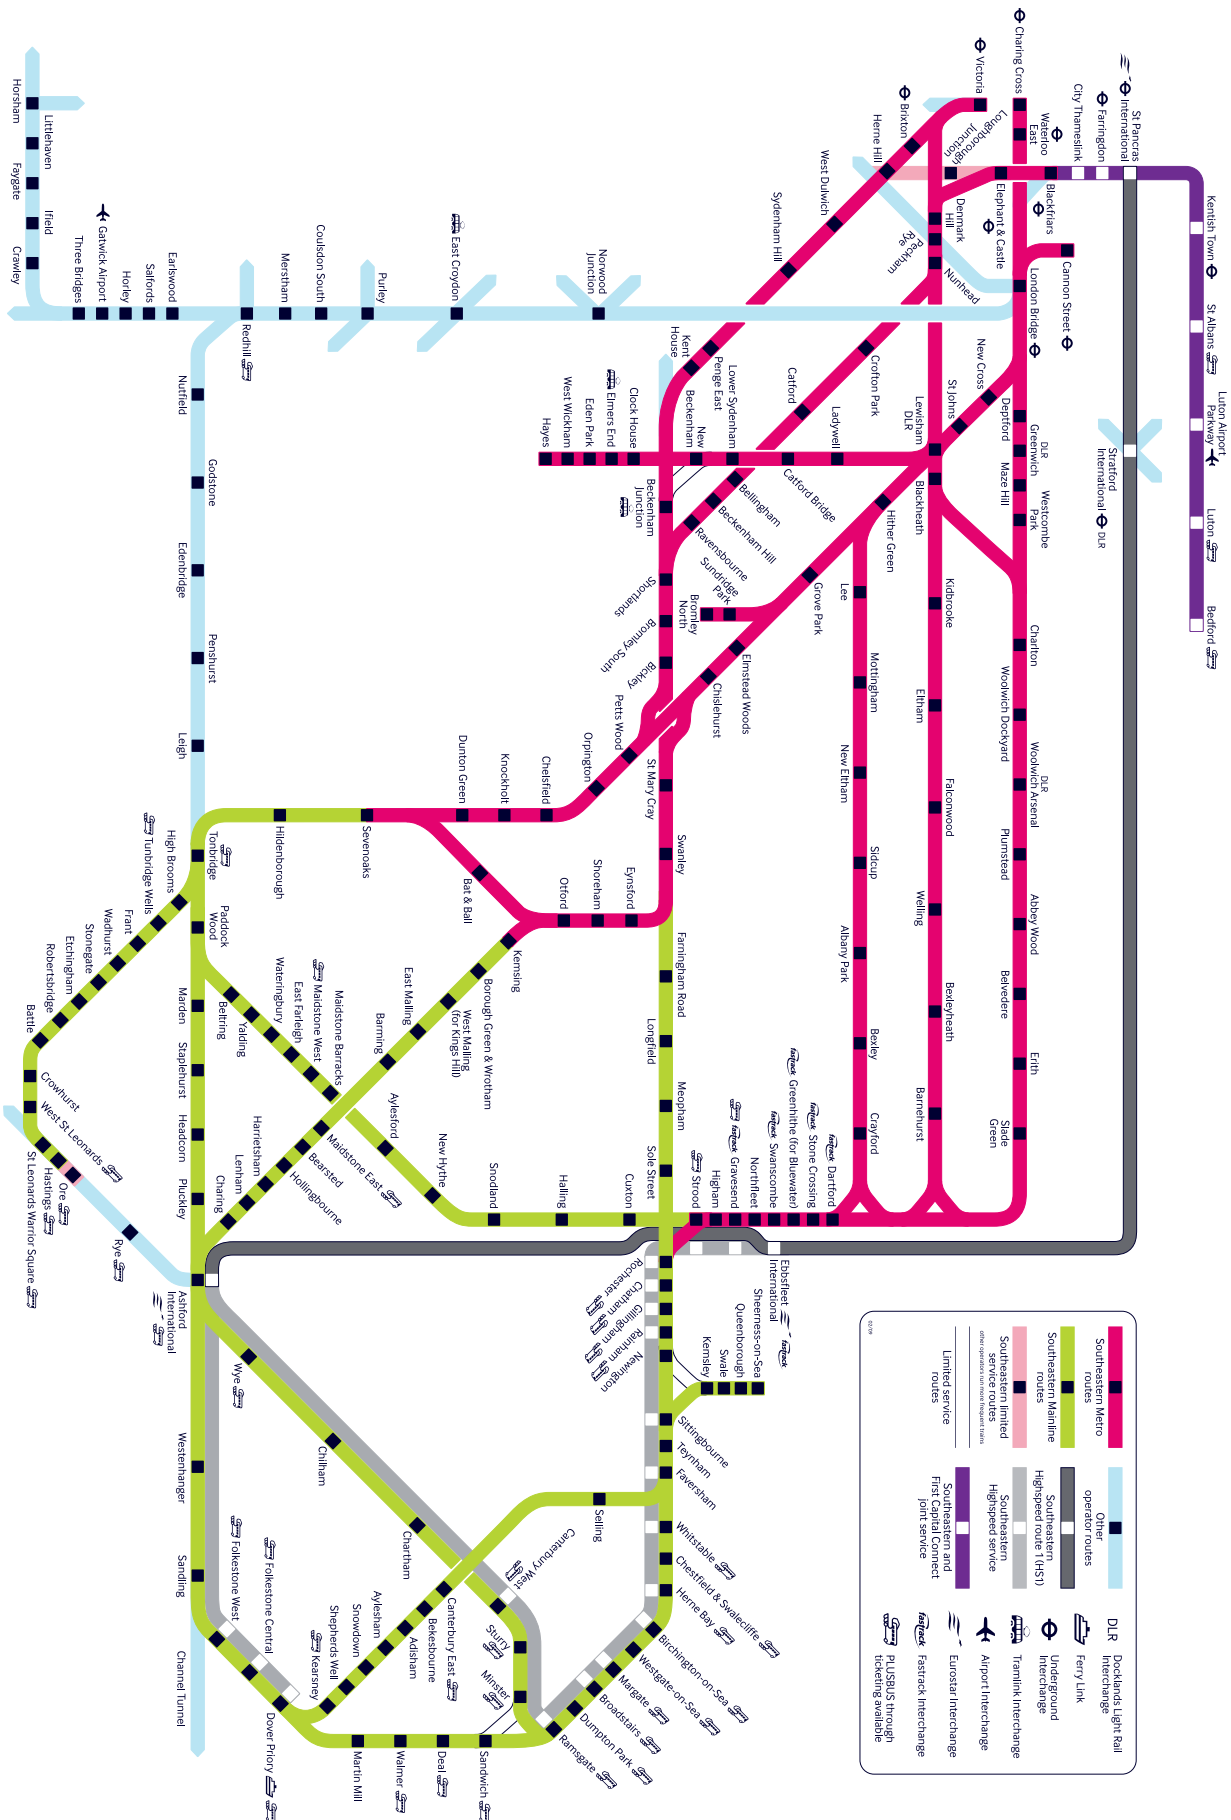 Charing Cross
Victoria
Waterloo
East
St Pancras
International
Farringdon
City Thameslink
Blackfriars
Elephant & Castle
Loughborough
Junction
Brixton
Herne Hill
West Dulwich
Sydenham Hill
Kent
House
Penge East
Denmark
Hill
Peckham
Rye
Nunhead
Cannon Street
London Bridge
Kentish Town
St Albans
Luton Airport
Parkway
Luton
Bedford
Stratford
International
DLR
New Cross
St Johns
Lewisham
DLR
Deptford
DLR
Greenwich
Maze Hill
Westcombe
Park
Charlton
Woolwich Dockyard
DLR
Woolwich Arsenal
Plumstead
Abbey Wood
Belvedere
Erith
Slade
Green
Blackheath
Kidbrooke
Eltham
Falconwood
Welling
Bexleyheath
Barnehurst
Hither Green
Lee
Mottingham
New Eltham
Sidcup
Albany Park
Bexley
Crayford
fastrack Dartford
fastrack Stone Crossing
fastrack Greenhithe (for Bluewater)
fastrack Swanscombe
Northfleet
fastrack Gravesend
Higham
Strood
Crofton Park
Catford
Ladywell
Catford Bridge
Lower Sydenham
New
Beckenham
Clock House
Elmers End
Eden Park
West Wickham
Hayes
Bellingham
Beckenham Hill
Ravensbourne
Beckenham
Junction
Shortlands
Bromley South
Bickley
Sundridge
Park
Bromley
North
Grove Park
Elmstead Woods
Chislehurst
Petts Wood
Orpington
Chelsfield
Knockholt
Dunton Green
Sevenoaks
Hildenborough
Tonbridge
St Mary Cray
Swanley
Eynsford
Shoreham
Otford
Bat & Ball
Kemsing
Borough Green & Wrotham
West Malling
(for Kings Hill)
East Malling
Barming
Maidstone East
Bearsted
Hollingbourne
Harrietsham
Lenham
Charing
Farningham Road
Longfield
Meopham
Sole Street
Rochester
Chatham
Gillingham
Rainham
Newington
Sittingbourne
Teynham
Faversham
Whitstable
Chestfield & Swalecliffe
Herne Bay
Birchington-on-Sea
Westgate-on-Sea
Margate
Broadstairs
Dumpton Park
Ramsgate
Ebbsfleet
International
fastrack
Sheerness-on-Sea
Queenborough
Swale
Kemsley
Cuxton
Halling
Snodland
New Hythe
Aylesford
Maidstone Barracks
Maidstone West
East Farleigh
Wateringbury
Yalding
Beltring
Paddock
Wood
Marden
Staplehurst
Headcorn
Pluckley
Ashford
International
Westenhanger
Sandling
Folkestone West
Folkestone Central
Channel Tunnel
Dover Priory
Martin Mill
Walmer
Deal
Sandwich
Wye
Chilham
Chartham
Canterbury West
Sturry
Minster
Selling
Canterbury East
Bekesbourne
Adisham
Aylesham
Snowdown
Shepherds Well
Kearsney
High Brooms
Tunbridge Wells
Frant
Wadhurst
Stonegate
Etchingham
Robertsbridge
Battle
Crowhurst
West St Leonards
St Leonards Warrior Square
Hastings
Ore
Rye
Norwood
Junction
East Croydon
Purley
Coulsdon South
Merstham
Redhill
Earlswood
Salfords
Horley
Gatwick Airport
Three Bridges
Crawley
Ifield
Faygate
Littlehaven
Horsham
Nutfield
Godstone
Edenbridge
Penshurst
Leigh
Southeastern Metro
routes
Southeastern Mainline
routes
Southeastern limited
service routes
other operators run more frequent trains
Limited service
routes
Other
operator routes
Southeastern
Highspeed route 1 (HS1)
Southeastern
Highspeed service
Southeastern and
First Capital Connect
joint service
DLR
Docklands Light Rail
Interchange
Ferry Link
Underground
Interchange
Tramlink Interchange
Airport Interchange
Eurostar Interchange
fastrack
Fastrack Interchange
PLUSBUS through
ticketing available
02/09